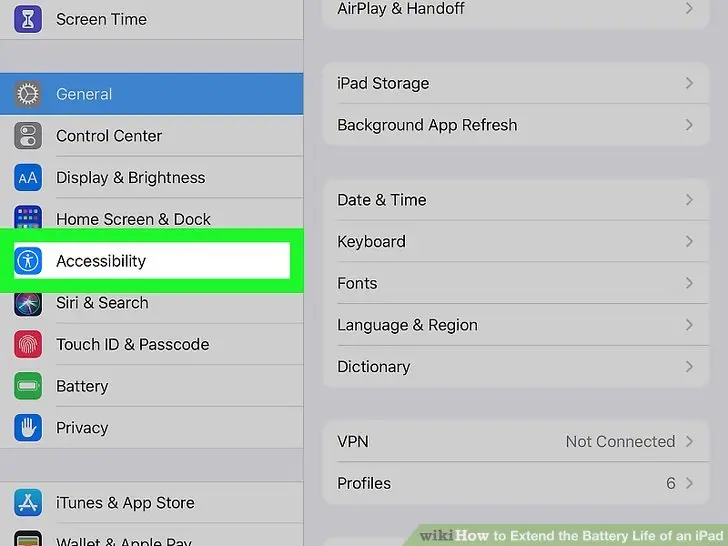 Screen Time
General
Control Center
AA
Display & Brightness
Home Screen & Dock
Accessibility
Siri & Search
Touch ID & Passcode
Battery
Privacy
iTunes & App Store
Wallet & Apple Pay
AirPlay & Handoff
iPad Storage
Background App Refresh
Date & Time
Keyboard
Fonts
Language & Region
Dictionary
VPN Not Connected
Profiles 6
wikiHow to Extend the Battery Life of an iPad